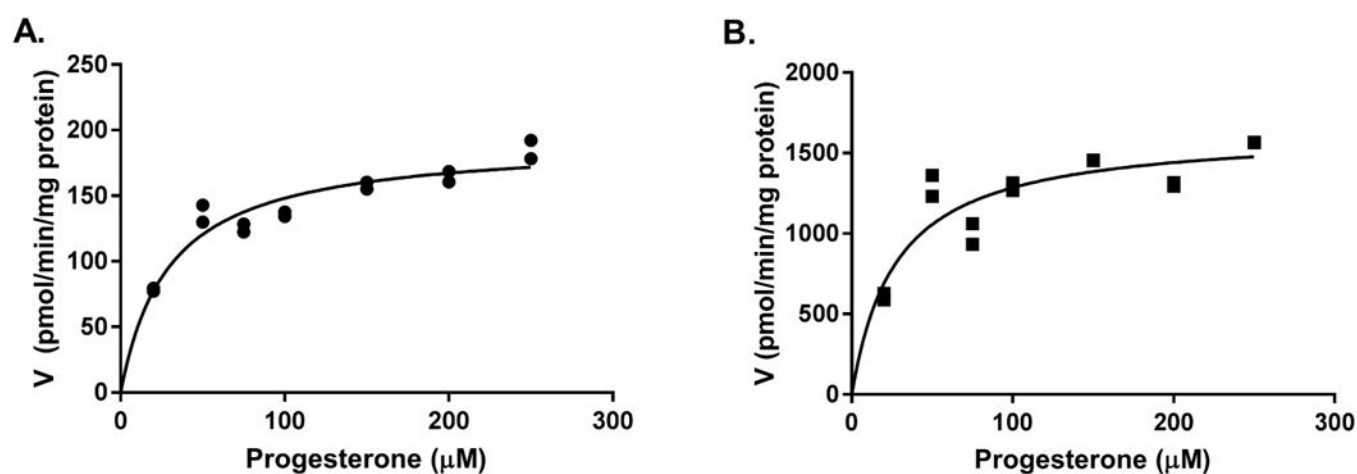 A.
V (pmol/min/mg protein)
250
200
150
100
50
0
0 100 200 300
Progesterone (μM)
B.
V (pmol/min/mg protein)
2000
1500
1000
500
0
0 100 200 300
Progesterone (μM)